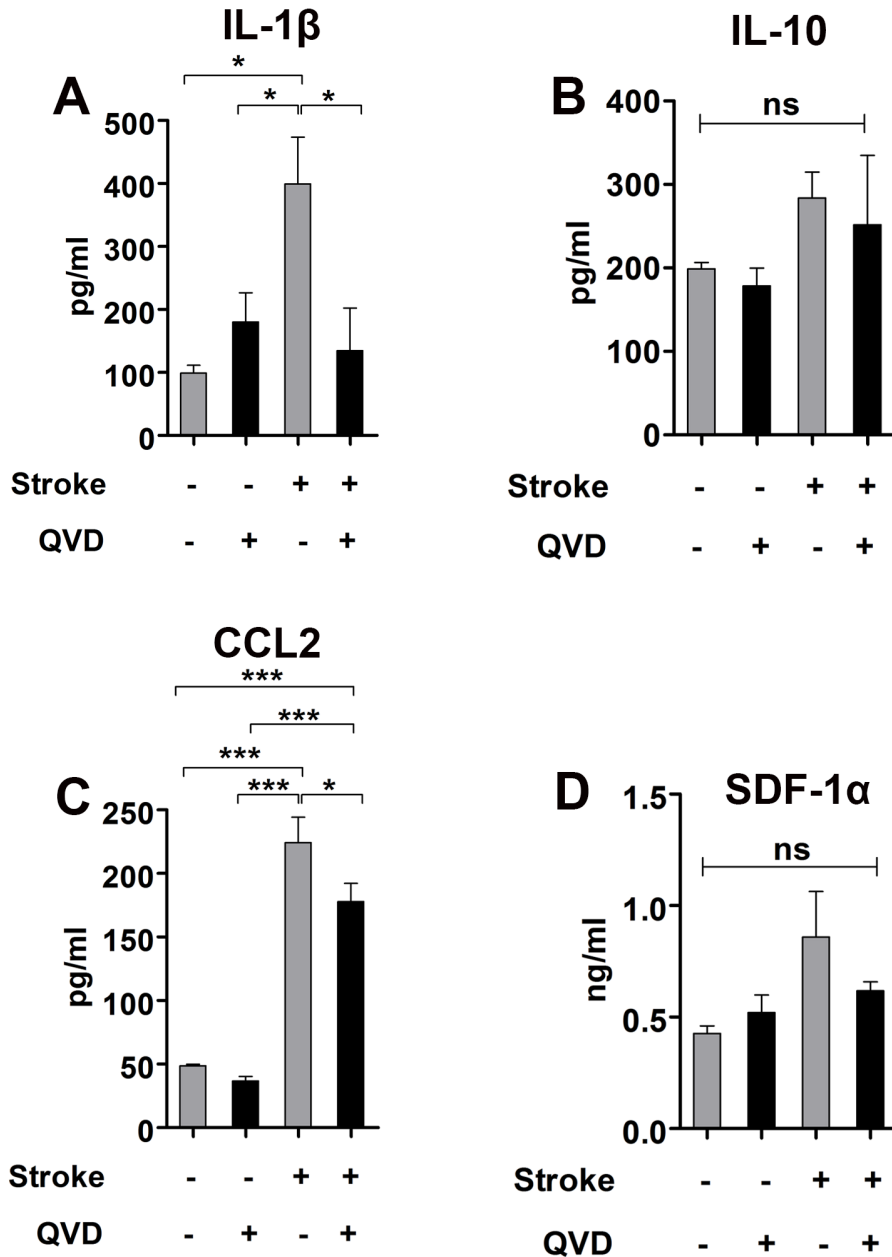 IL-1β
A
*
*
*
500
400
300
200
100
0
pg/ml
Stroke - - + +
QVD - + - +
IL-10
B
ns
400
300
200
100
0
pg/ml
Stroke - - + +
QVD - + - +
CCL2
***
***
***
***
*
C
250
200
150
100
50
0
pg/ml
Stroke - - + +
QVD - + - +
D
SDF-1α
ns
1.5
1.0
0.5
0.0
ng/ml
Stroke - - + +
QVD - + - +